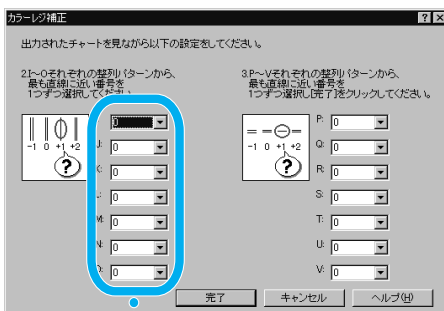 カラーレジ補正
出力されたチャートを見ながら以下の設定をしてください。
2.I～Oそれぞれの整列パターンから、
最も直線に近い番号を
1つずつ選択してください。
-1 0 +1 +2
?
0
J: 0
K: 0
L: 0
M: 0
N: 0
O: 0
3.P～Vそれぞれの整列パターンから、
最も直線に近い番号を
1つずつ選択し[完了]をクリックしてください。
-1 0 +1 +2
?
P: 0
Q: 0
R: 0
S: 0
T: 0
U: 0
V: 0
完了
キャンセル
ヘルプ(H)